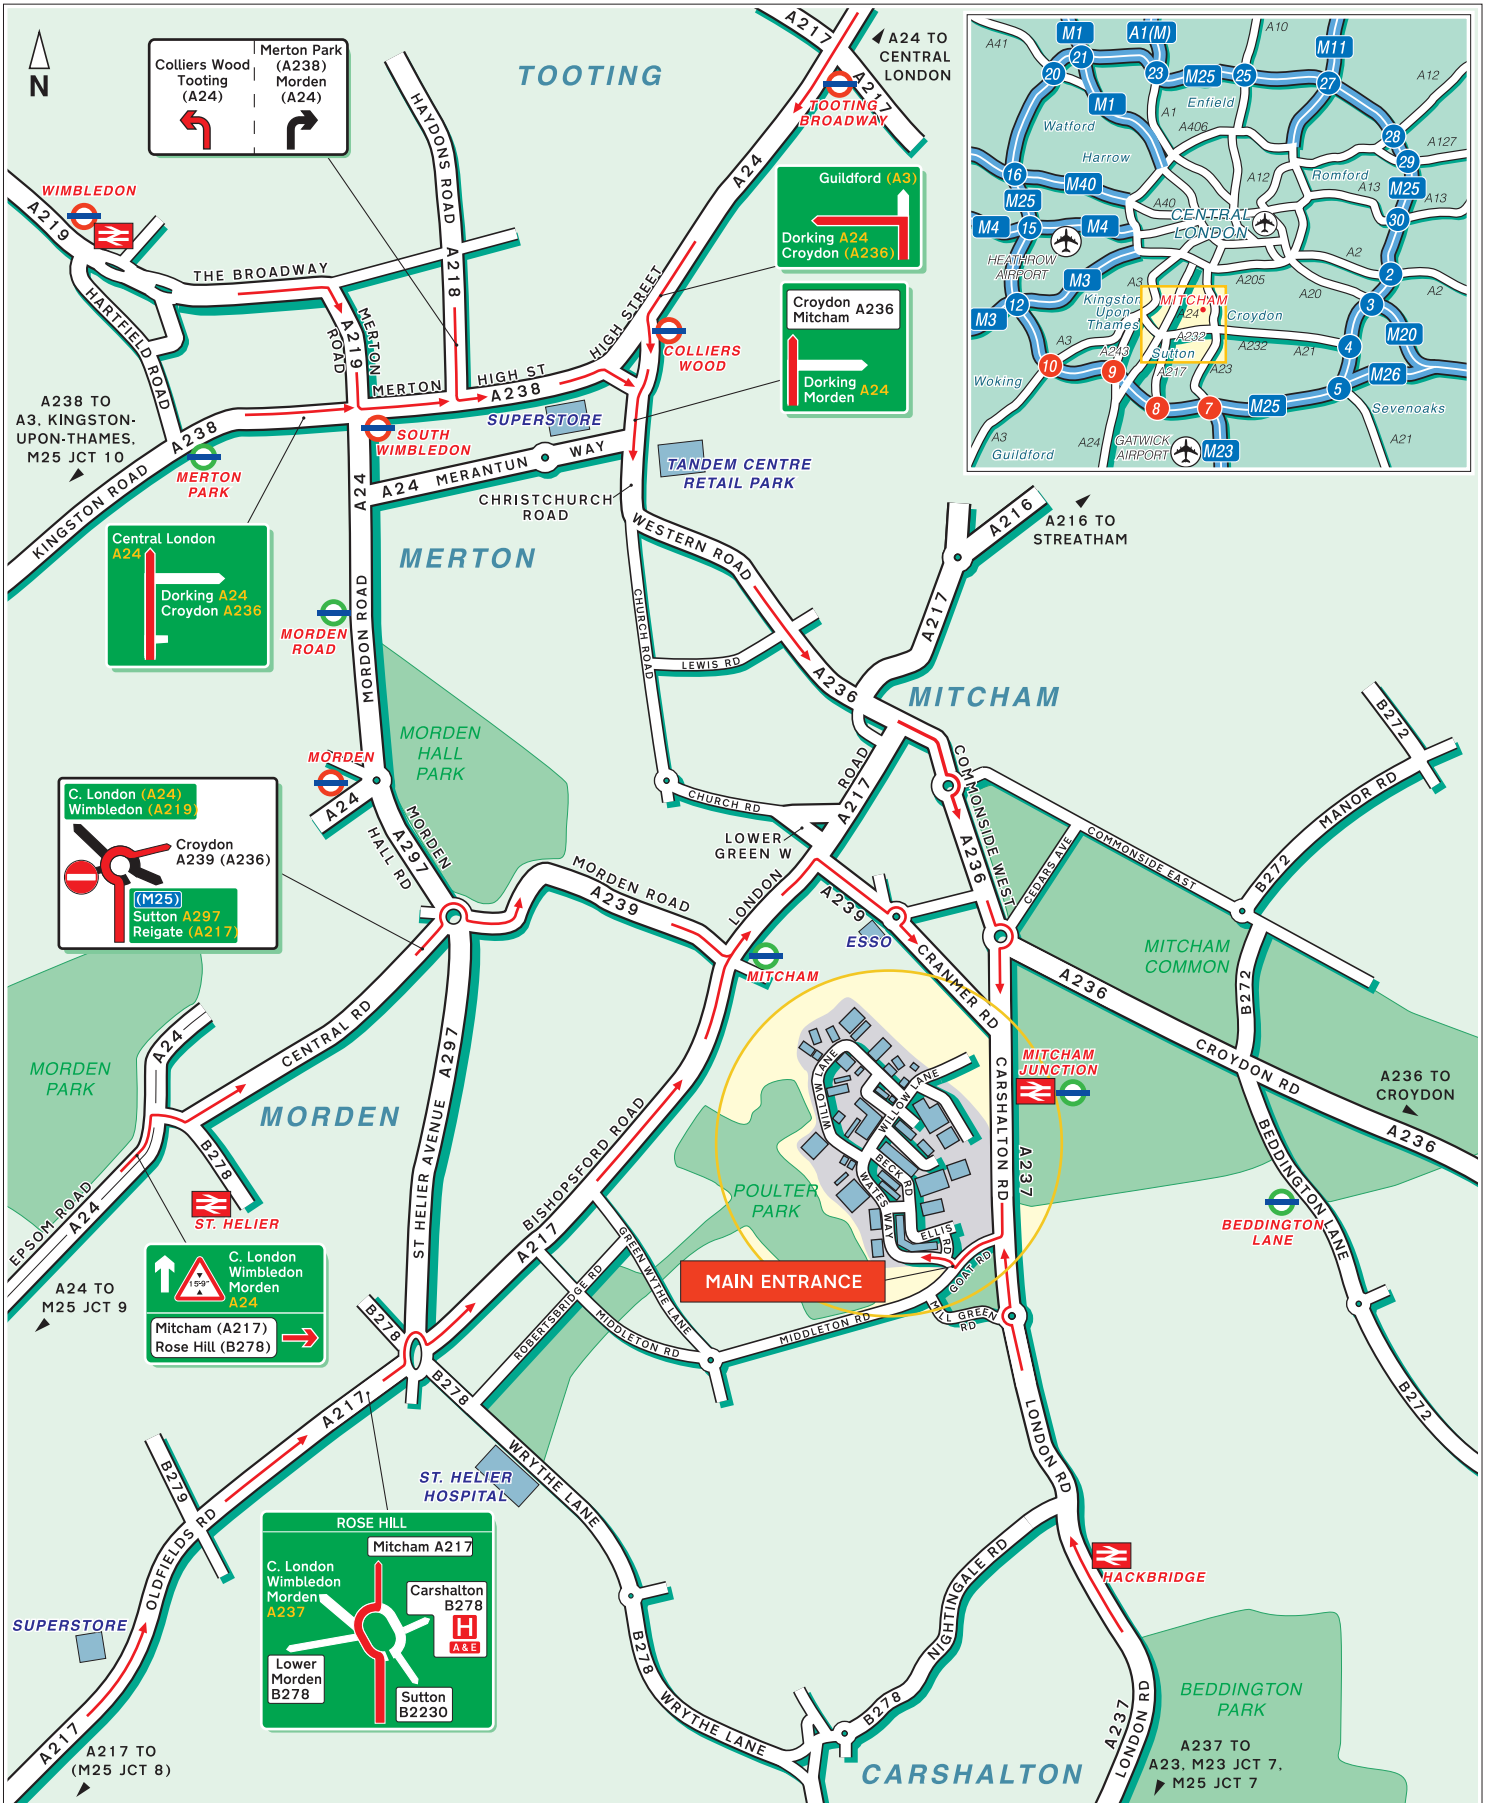 N
Colliers Wood
Tooting
(A24)
Merton Park
(A238)
Morden
(A24)
TOOTING
A217
A24 TO
CENTRAL
LONDON
A217
TOOTING
BROADWAY
HAYDONS ROAD
A218
A24
WIMBLEDON
A219
THE BROADWAY
HARTFIELD ROAD
MERTON
ROAD
A219
MERTON
HIGH ST
A238
HIGH STREET
Guildford (A3)
Dorking A24
Croydon (A236)
Croydon
Mitcham
A236
Dorking
Morden A24
COLLIERS
WOOD
SUPERSTORE
A238 TO
A3, KINGSTON-
UPON-THAMES,
M25 JCT 10
A238
KINGSTON ROAD
MERTON
PARK
SOUTH
WIMBLEDON
A24
A24 MERANTUN WAY
CHRISTCHURCH
ROAD
TANDEM CENTRE
RETAIL PARK
Central London
A24
Dorking A24
Croydon A236
MERTON
WESTERN ROAD
CHURCH ROAD
LEWIS RD
A236
MORDEN
ROAD
MORDON ROAD
A216
A216 TO
STREATHAM
A217
MITCHAM
MORDEN
HALL
PARK
MORDEN
A24
A297
MORDEN
HALL RD
C. London (A24)
Wimbledon (A219)
Croydon
A239 (A236)
(M25)
Sutton A297
Reigate (A217)
CHURCH RD
LOWER
GREEN W
A217
LONDON
ROAD
COMMONSIDE WEST
A236
CEDARS AVE
COMMONSIDE EAST
B272
MANOR RD
B272
B272
MORDEN ROAD
A239
A239
ESSO
CRANMER RD
MITCHAM
MITCHAM
COMMON
A236
CROYDON RD
A236 TO
CROYDON
A236
MORDEN
PARK
A24
CENTRAL RD
B278
ST. HELIER
EPSOM ROAD
A24
A24 TO
M25 JCT 9
MORDEN
A297
ST HELIER AVENUE
BISHOPSFORD ROAD
A217
C. London
Wimbledon
Morden
A24
15'9"
Mitcham (A217)
Rose Hill (B278)
WILLOW LANE
WILLOW LANE
WILLOW
BECK RD
WATES WAY
ELLIS
RD
GOAT RD
MITCHAM
JUNCTION
CARSHALTON RD
A237
POULTER
PARK
MAIN ENTRANCE
BEDDINGTON LANE
BEDDINGTON
LANE
B272
B278
B278
ROBERTSBRIDGE RD
GREEN WYTHE LANE
MIDDLETON RD
MIDDLETON RD
MILL GREEN
RD
A217
B279
OLDFIELDS RD
SUPERSTORE
A217
A217 TO
(M25 JCT 8)
ST. HELIER
HOSPITAL
WRYTHE LANE
ROSE HILL
Mitcham A217
C. London
Wimbledon
Morden
A237
Carshalton
B278
H
A & E
Lower
Morden
B278
Sutton
B2230
B278
WRYTHE LANE
LONDON RD
NIGHTINGALE RD
B278
HACKBRIDGE
BEDDINGTON
PARK
CARSHALTON
A237
LONDON RD
A237 TO
A23, M23 JCT 7,
M25 JCT 7
A41
M1
A1(M)
A10
M11
20
21
23
M25
25
27
A12
M1
A1
Enfield
A406
Watford
Harrow
28
A127
29
16
M40
A12
Romford
A13
M25
A13
M25
A40
CENTRAL
LONDON
30
M4
15
M4
HEATHROW
AIRPORT
A2
2
M3
A3
A205
A20
A2
12
Kingston
Upon
Thames
MITCHAM
A24
Croydon
3
M3
A232
A232
M20
A3
A243
Sutton
A21
4
10
9
A217
A23
M26
Woking
5
8
7
M25
Sevenoaks
A3
Guildford
A24
GATWICK
AIRPORT
M23
A21